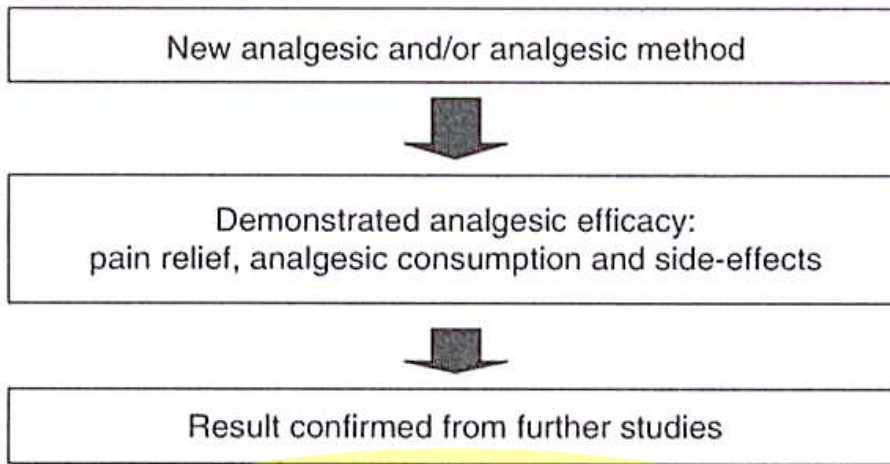 New analgesic and/or analgesic method
Demonstrated analgesic efficacy:
pain relief, analgesic consumption and side-effects
Result confirmed from further studies